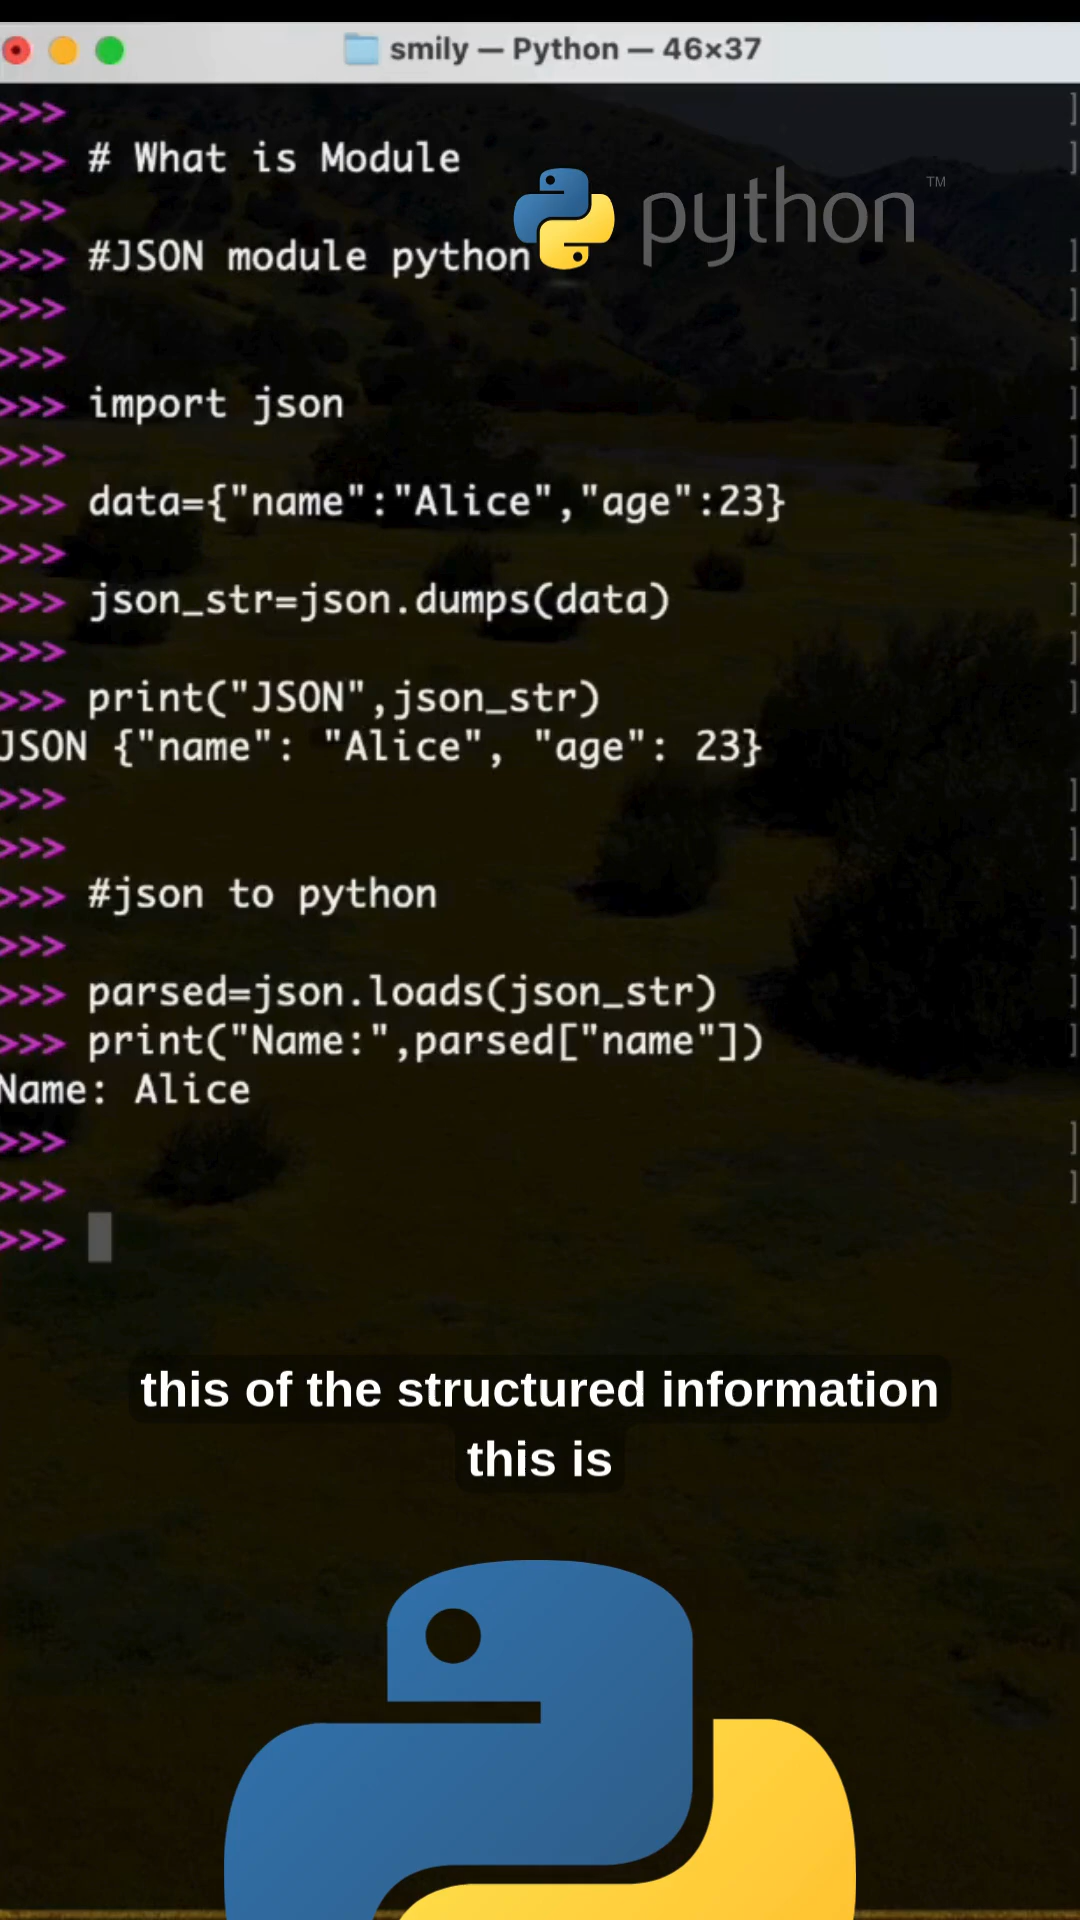 smily — Python — 46×37
>>>
>>> # What is Module
>>>
python™
>>> #JSON module python
>>>
>>>
>>> import json
>>>
>>> data={"name":"Alice","age":23}
>>>
>>> json_str=json.dumps(data)
>>>
>>> print("JSON",json_str)
JSON {"name": "Alice", "age": 23}
>>>
>>>
>>> #json to python
>>>
>>> parsed=json.loads(json_str)
>>> print("Name:",parsed["name"])
Name: Alice
>>>
>>>
>>>
this of the structured information
this is